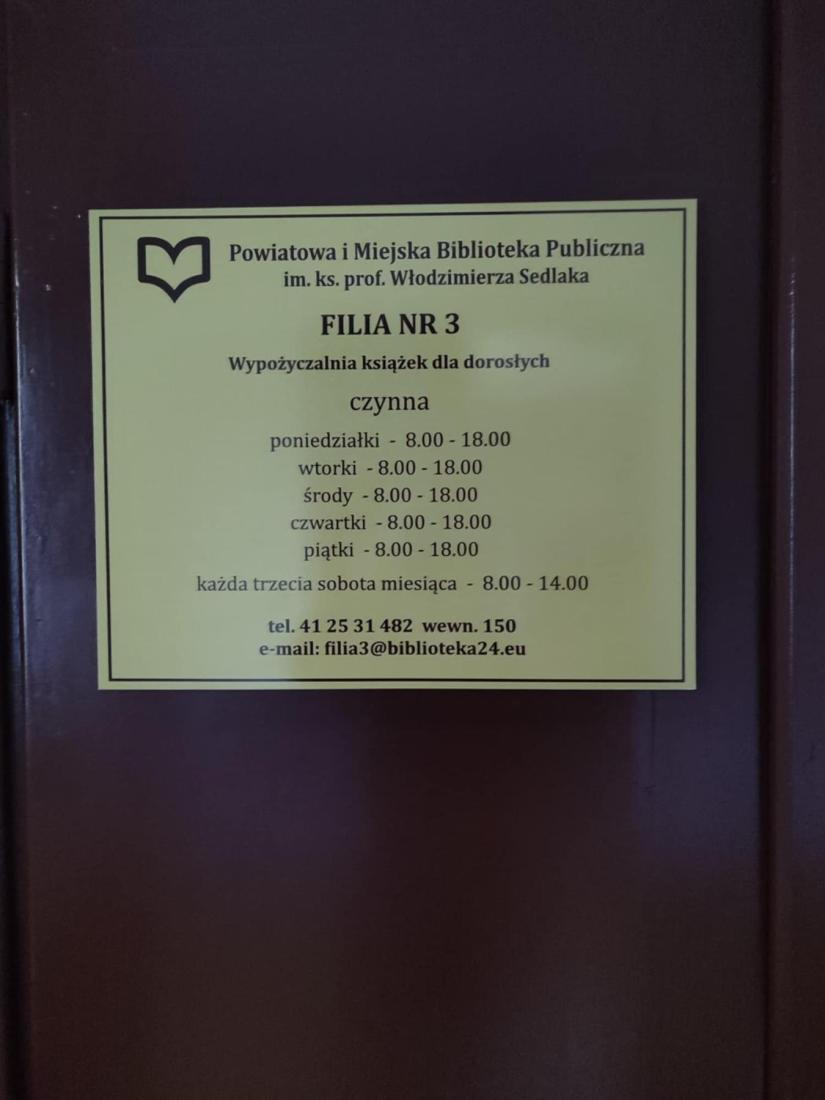 Powiatowa i Miejska Biblioteka Publiczna
im. ks. prof. Włodzimierza Sedlaka
FILIA NR 3
Wypożyczalnia książek dla dorosłych
czynna
poniedziałki - 8.00 - 18.00
wtorki - 8.00 - 18.00
środy - 8.00 - 18.00
czwartki - 8.00 - 18.00
piątki - 8.00 - 18.00
każda trzecia sobota miesiąca - 8.00 - 14.00
tel. 41 25 31 482 wewn. 150
e-mail: filia3@biblioteka24.eu